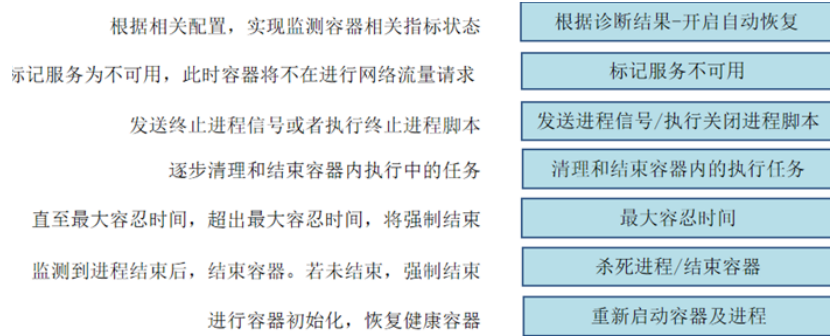 根据相关配置，实现监测容器相关指标状态
根据诊断结果-开启自动恢复
标记服务为不可用，此时容器将不在进行网络流量请求
标记服务不可用
发送终止进程信号或者执行终止进程脚本
发送进程信号/执行关闭进程脚本
逐步清理和结束容器内执行中的任务
清理和结束容器内的执行任务
直至最大容忍时间，超出最大容忍时间，将强制结束
最大容忍时间
监测到进程结束后，结束容器。若未结束，强制结束
杀死进程/结束容器
进行容器初始化，恢复健康容器
重新启动容器及进程